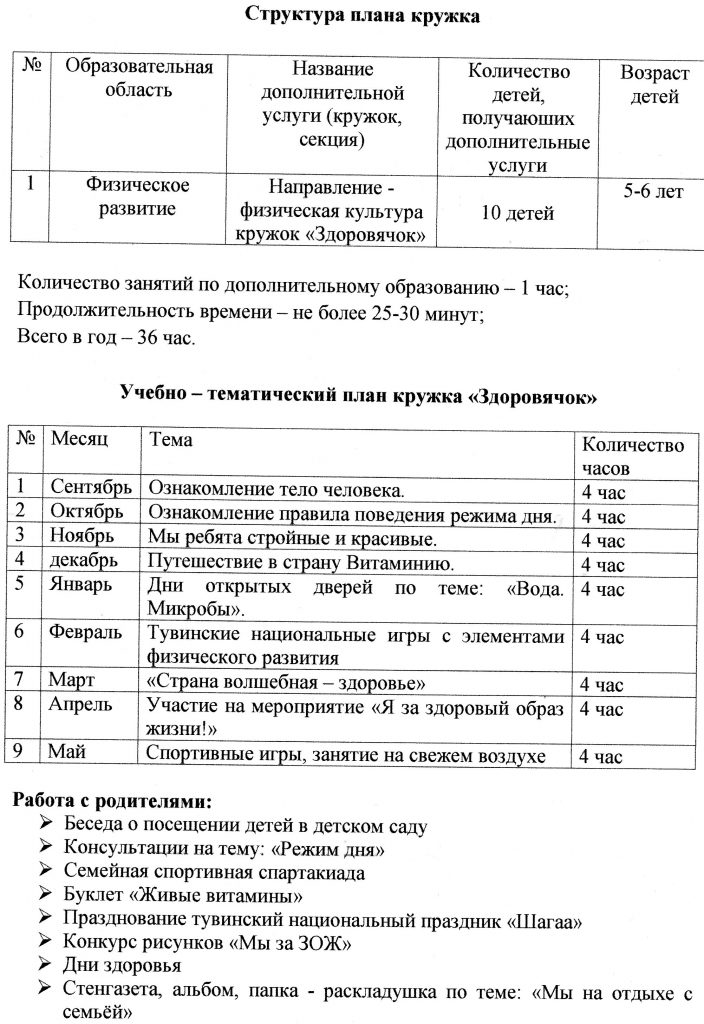 Структура плана кружка
№ Образовательная область Название дополнительной услуги (кружок, секция) Количество детей, получаюших дополнительные услуги Возраст детей
1 Физическое развитие Направление - физическая культура кружок «Здоровячок» 10 детей 5-6 лет
Количество занятий по дополнительному образованию – 1 час;
Продолжительность времени – не более 25-30 минут;
Всего в год – 36 час.
Учебно – тематический план кружка «Здоровячок»
№ Месяц Тема Количество часов
1 Сентябрь Ознакомление тело человека. 4 час
2 Октябрь Ознакомление правила поведения режима дня. 4 час
3 Ноябрь Мы ребята стройные и красивые. 4 час
4 декабрь Путешествие в страну Витаминию. 4 час
5 Январь Дни открытых дверей по теме: «Вода. Микробы». 4 час
6 Февраль Тувинские национальные игры с элементами физического развития 4 час
7 Март «Страна волшебная – здоровье» 4 час
8 Апрель Участие на мероприятие «Я за здоровый образ жизни!» 4 час
9 Май Спортивные игры, занятие на свежем воздухе 4 час
Работа с родителями:
➢ Беседа о посещении детей в детском саду
➢ Консультации на тему: «Режим дня»
➢ Семейная спортивная спартакиада
➢ Буклет «Живые витамины»
➢ Празднование тувинский национальный праздник «Шагаа»
➢ Конкурс рисунков «Мы за ЗОЖ»
➢ Дни здоровья
➢ Стенгазета, альбом, папка - раскладушка по теме: «Мы на отдыхе с
семьёй»